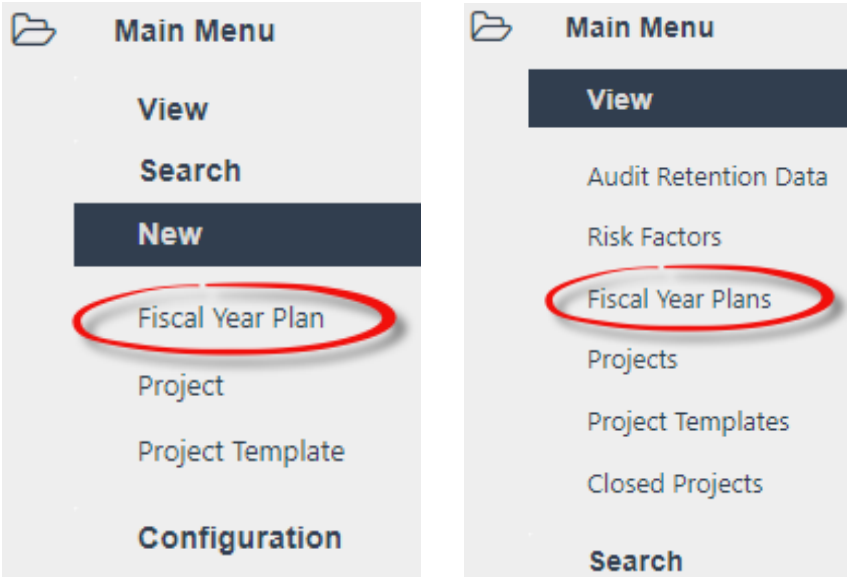 Main Menu
View
Search
New
Fiscal Year Plan
Project
Project Template
Configuration
Main Menu
View
Audit Retention Data
Risk Factors
Fiscal Year Plans
Projects
Project Templates
Closed Projects
Search